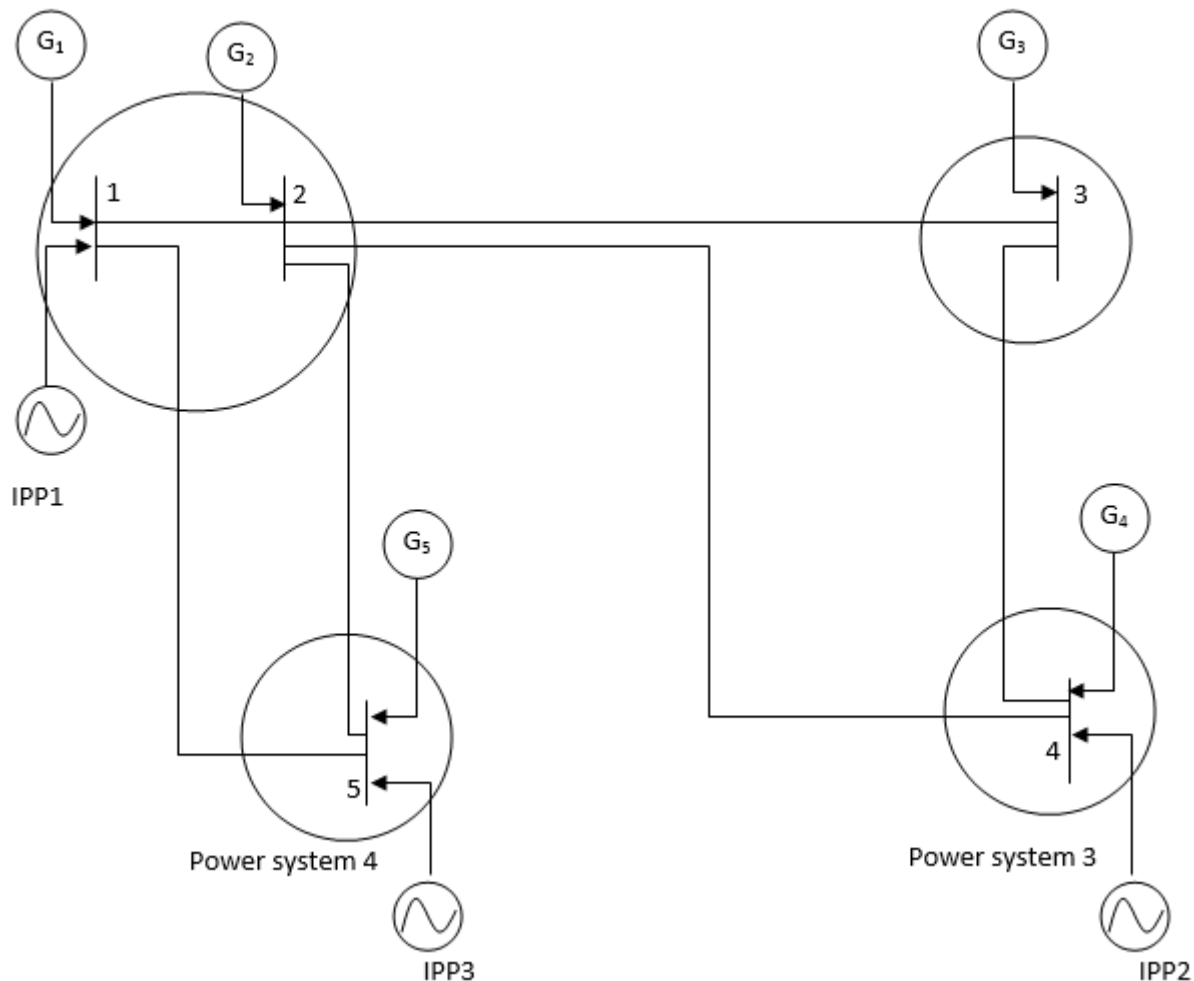 G₁
G₂
G₃
1
2
3
IPP1
G₄
G₅
4
5
Power system 4
Power system 3
IPP3
IPP2